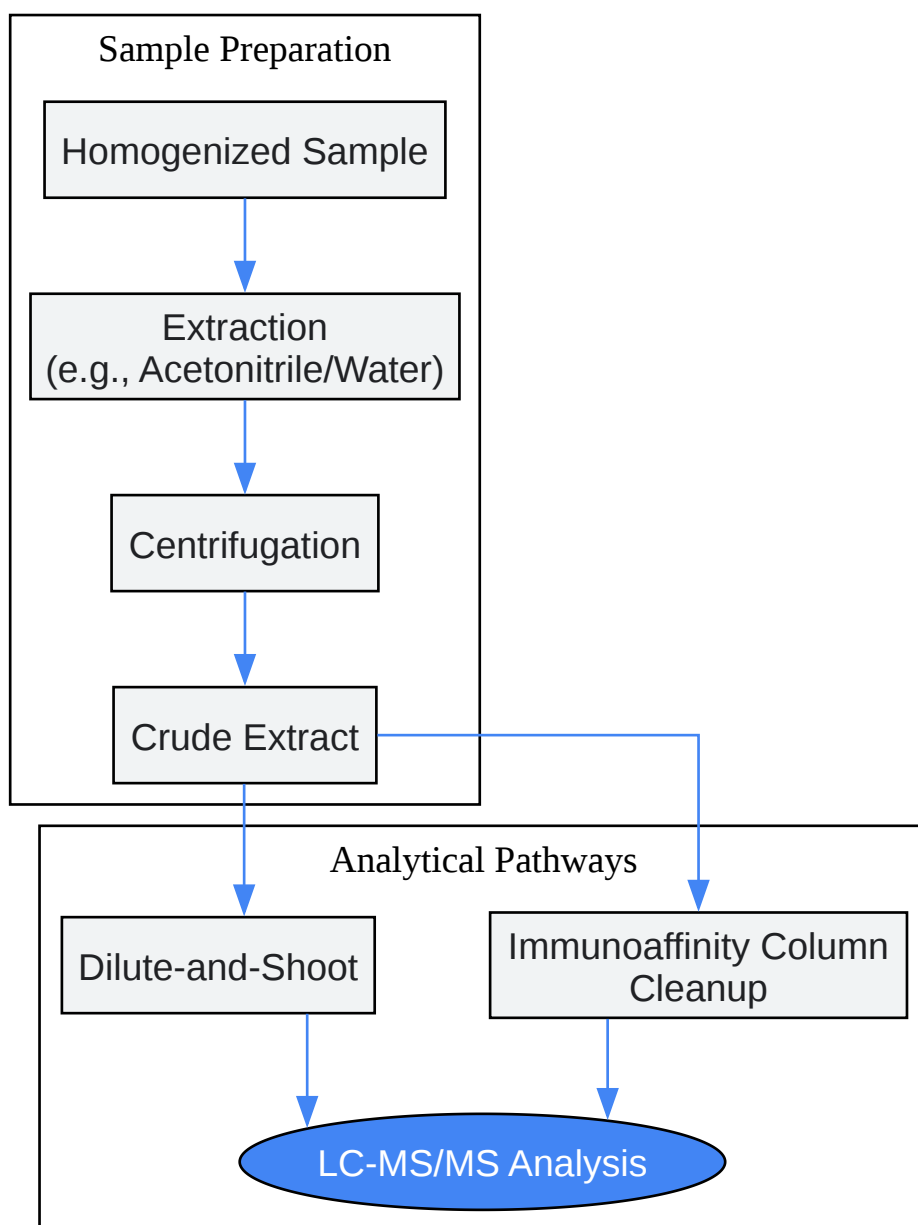 Sample Preparation
Homogenized Sample
Extraction
(e.g., Acetonitrile/Water)
Centrifugation
Crude Extract
Analytical Pathways
Dilute-and-Shoot
Immunoaffinity Column
Cleanup
LC-MS/MS Analysis